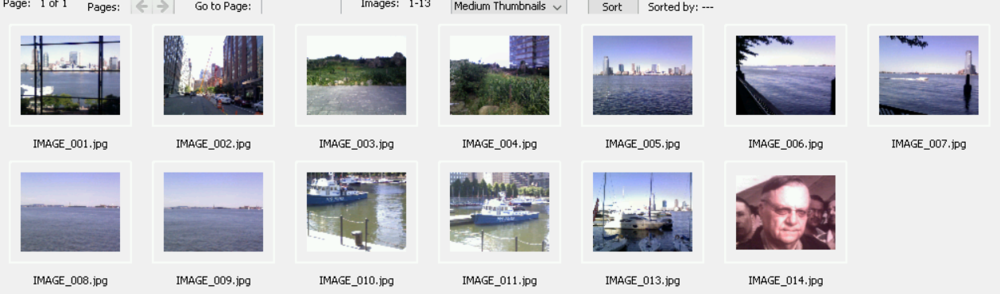 Page: 1 of 1 Pages: Go to Page: Images: 1-13 Medium Thumbnails Sort Sorted by: ---
IMAGE_001.jpg IMAGE_002.jpg IMAGE_003.jpg IMAGE_004.jpg IMAGE_005.jpg IMAGE_006.jpg IMAGE_007.jpg
IMAGE_008.jpg IMAGE_009.jpg IMAGE_010.jpg IMAGE_011.jpg IMAGE_013.jpg IMAGE_014.jpg